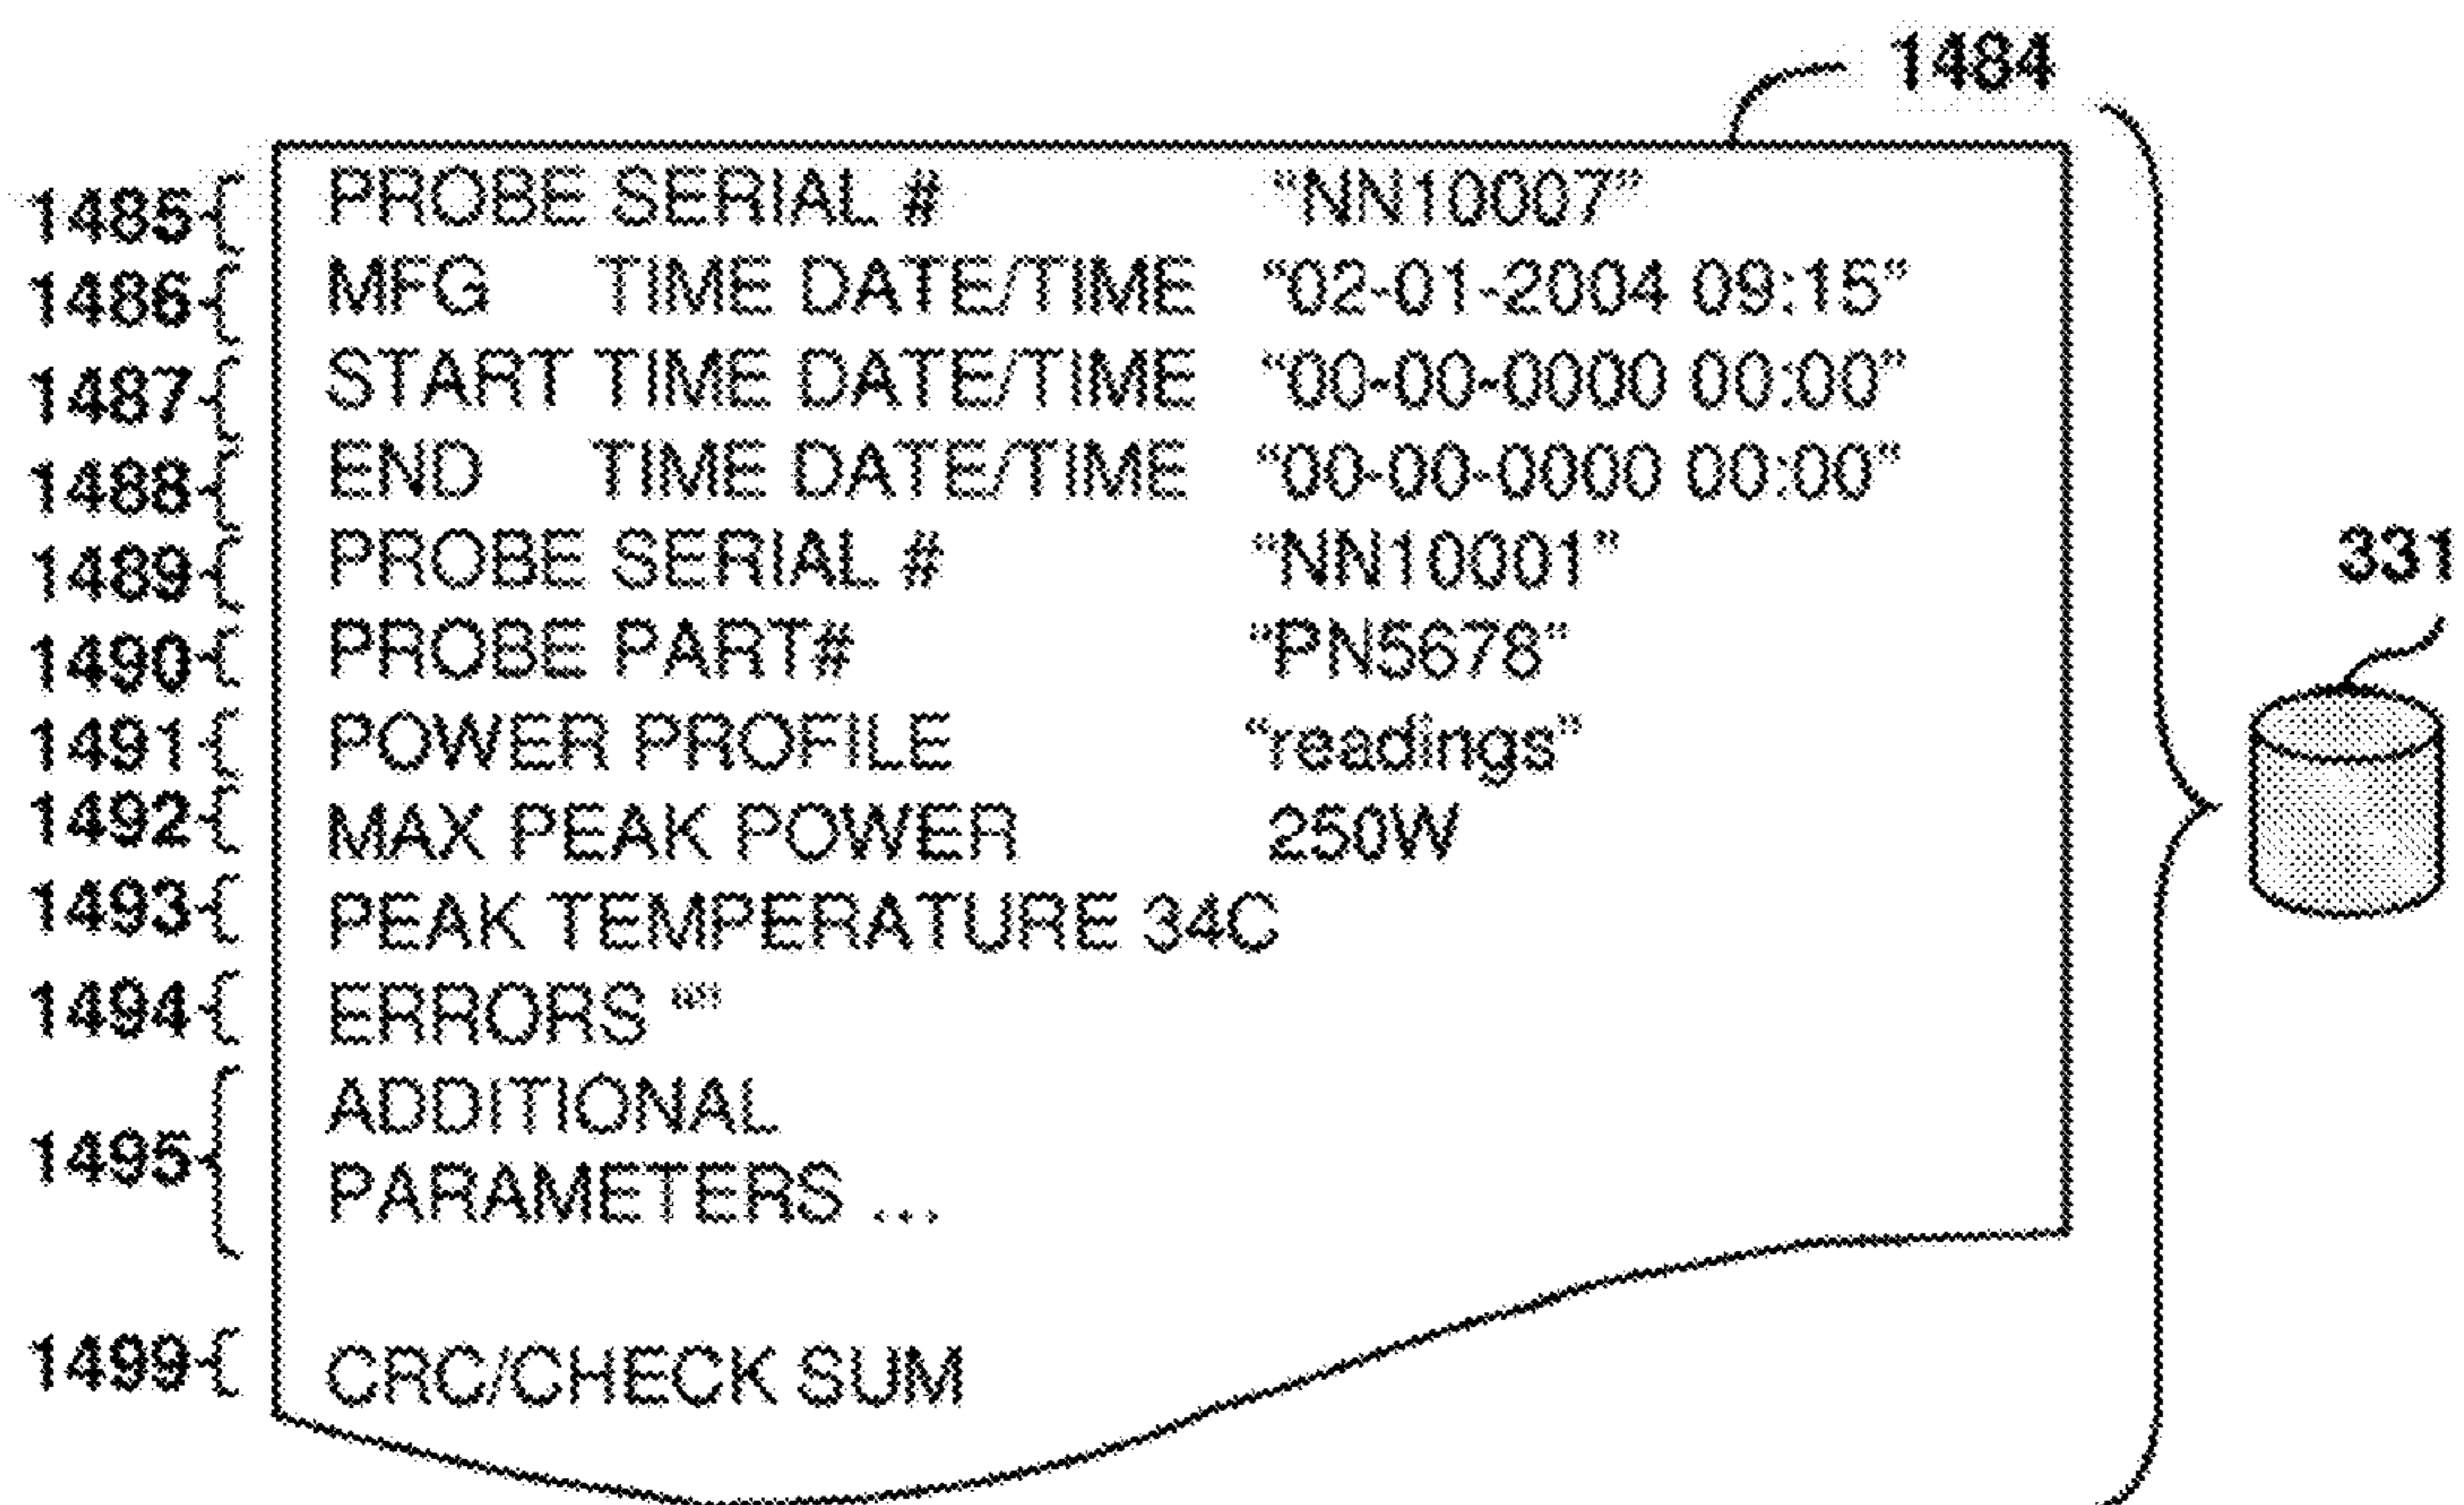 1484
1485 PROBE SERIAL # “NN10007”
1486 MFG TIME DATE/TIME “02-01-2004 09:15”
1487 START TIME DATE/TIME “00-00-0000 00:00”
1488 END TIME DATE/TIME “00-00-0000 00:00”
1489 PROBE SERIAL # “NN10001”
331
1490 PROBE PART# “PN5678”
1491 POWER PROFILE “readings”
1492 MAX PEAK POWER 250W
1493 PEAK TEMPERATURE 34C
1494 ERRORS “”
1495 ADDITIONAL
PARAMETERS ...
1499 CRC/CHECK SUM